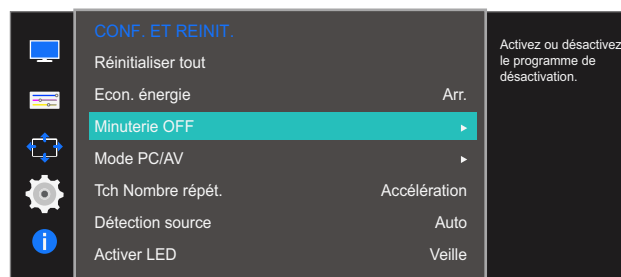 CONF. ET REINIT.
Réinitialiser tout
Econ. énergie Arr.
Minuterie OFF
Mode PC/AV
Tch Nombre répét. Accélération
Détection source Auto
Activer LED Veille
Activez ou désactivez
le programme de
désactivation.